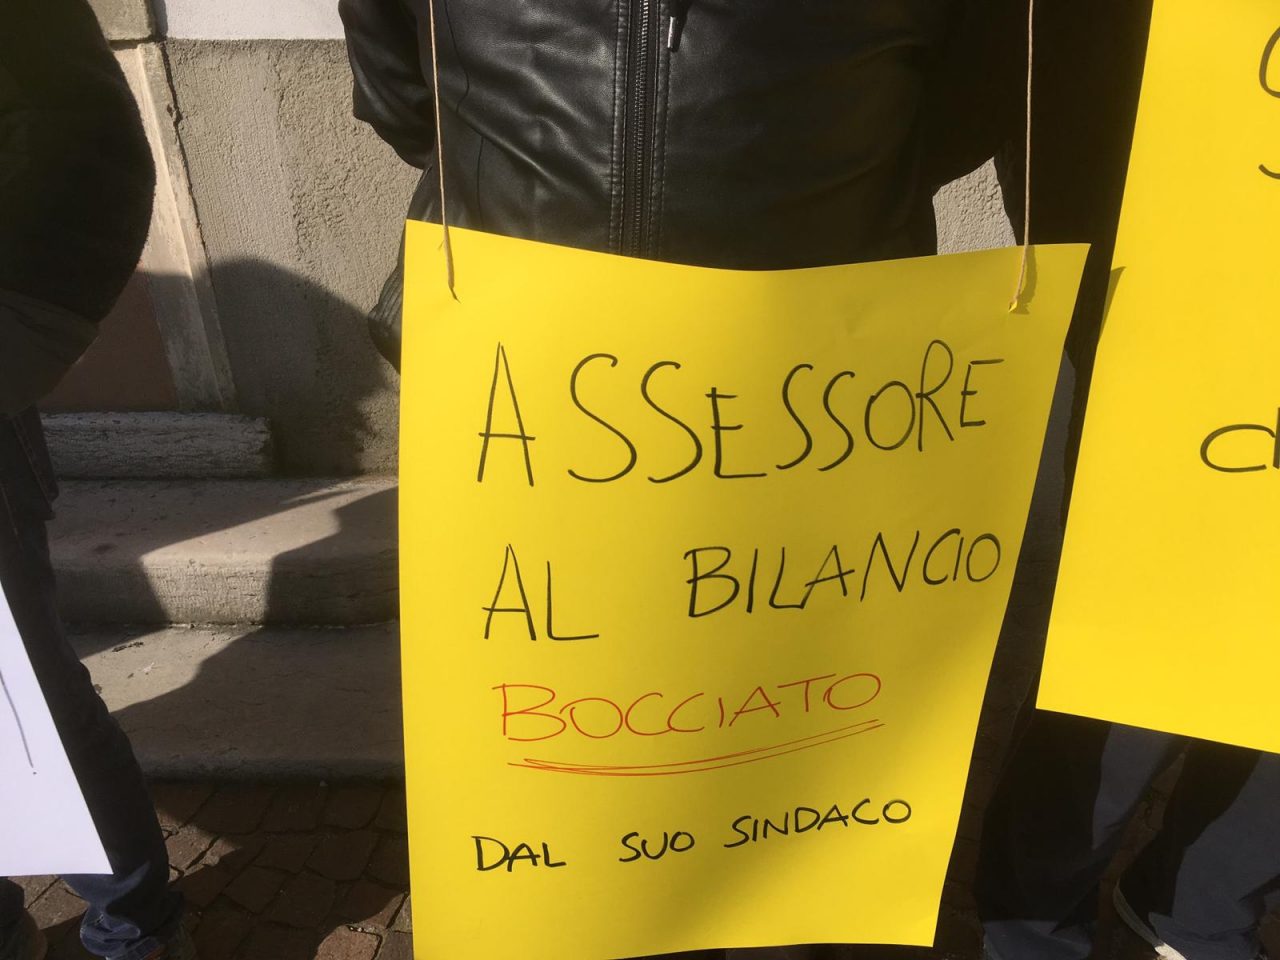 ASSESSORE
AL BILANCIO
BOCCIATO
DAL SUO SINDACO